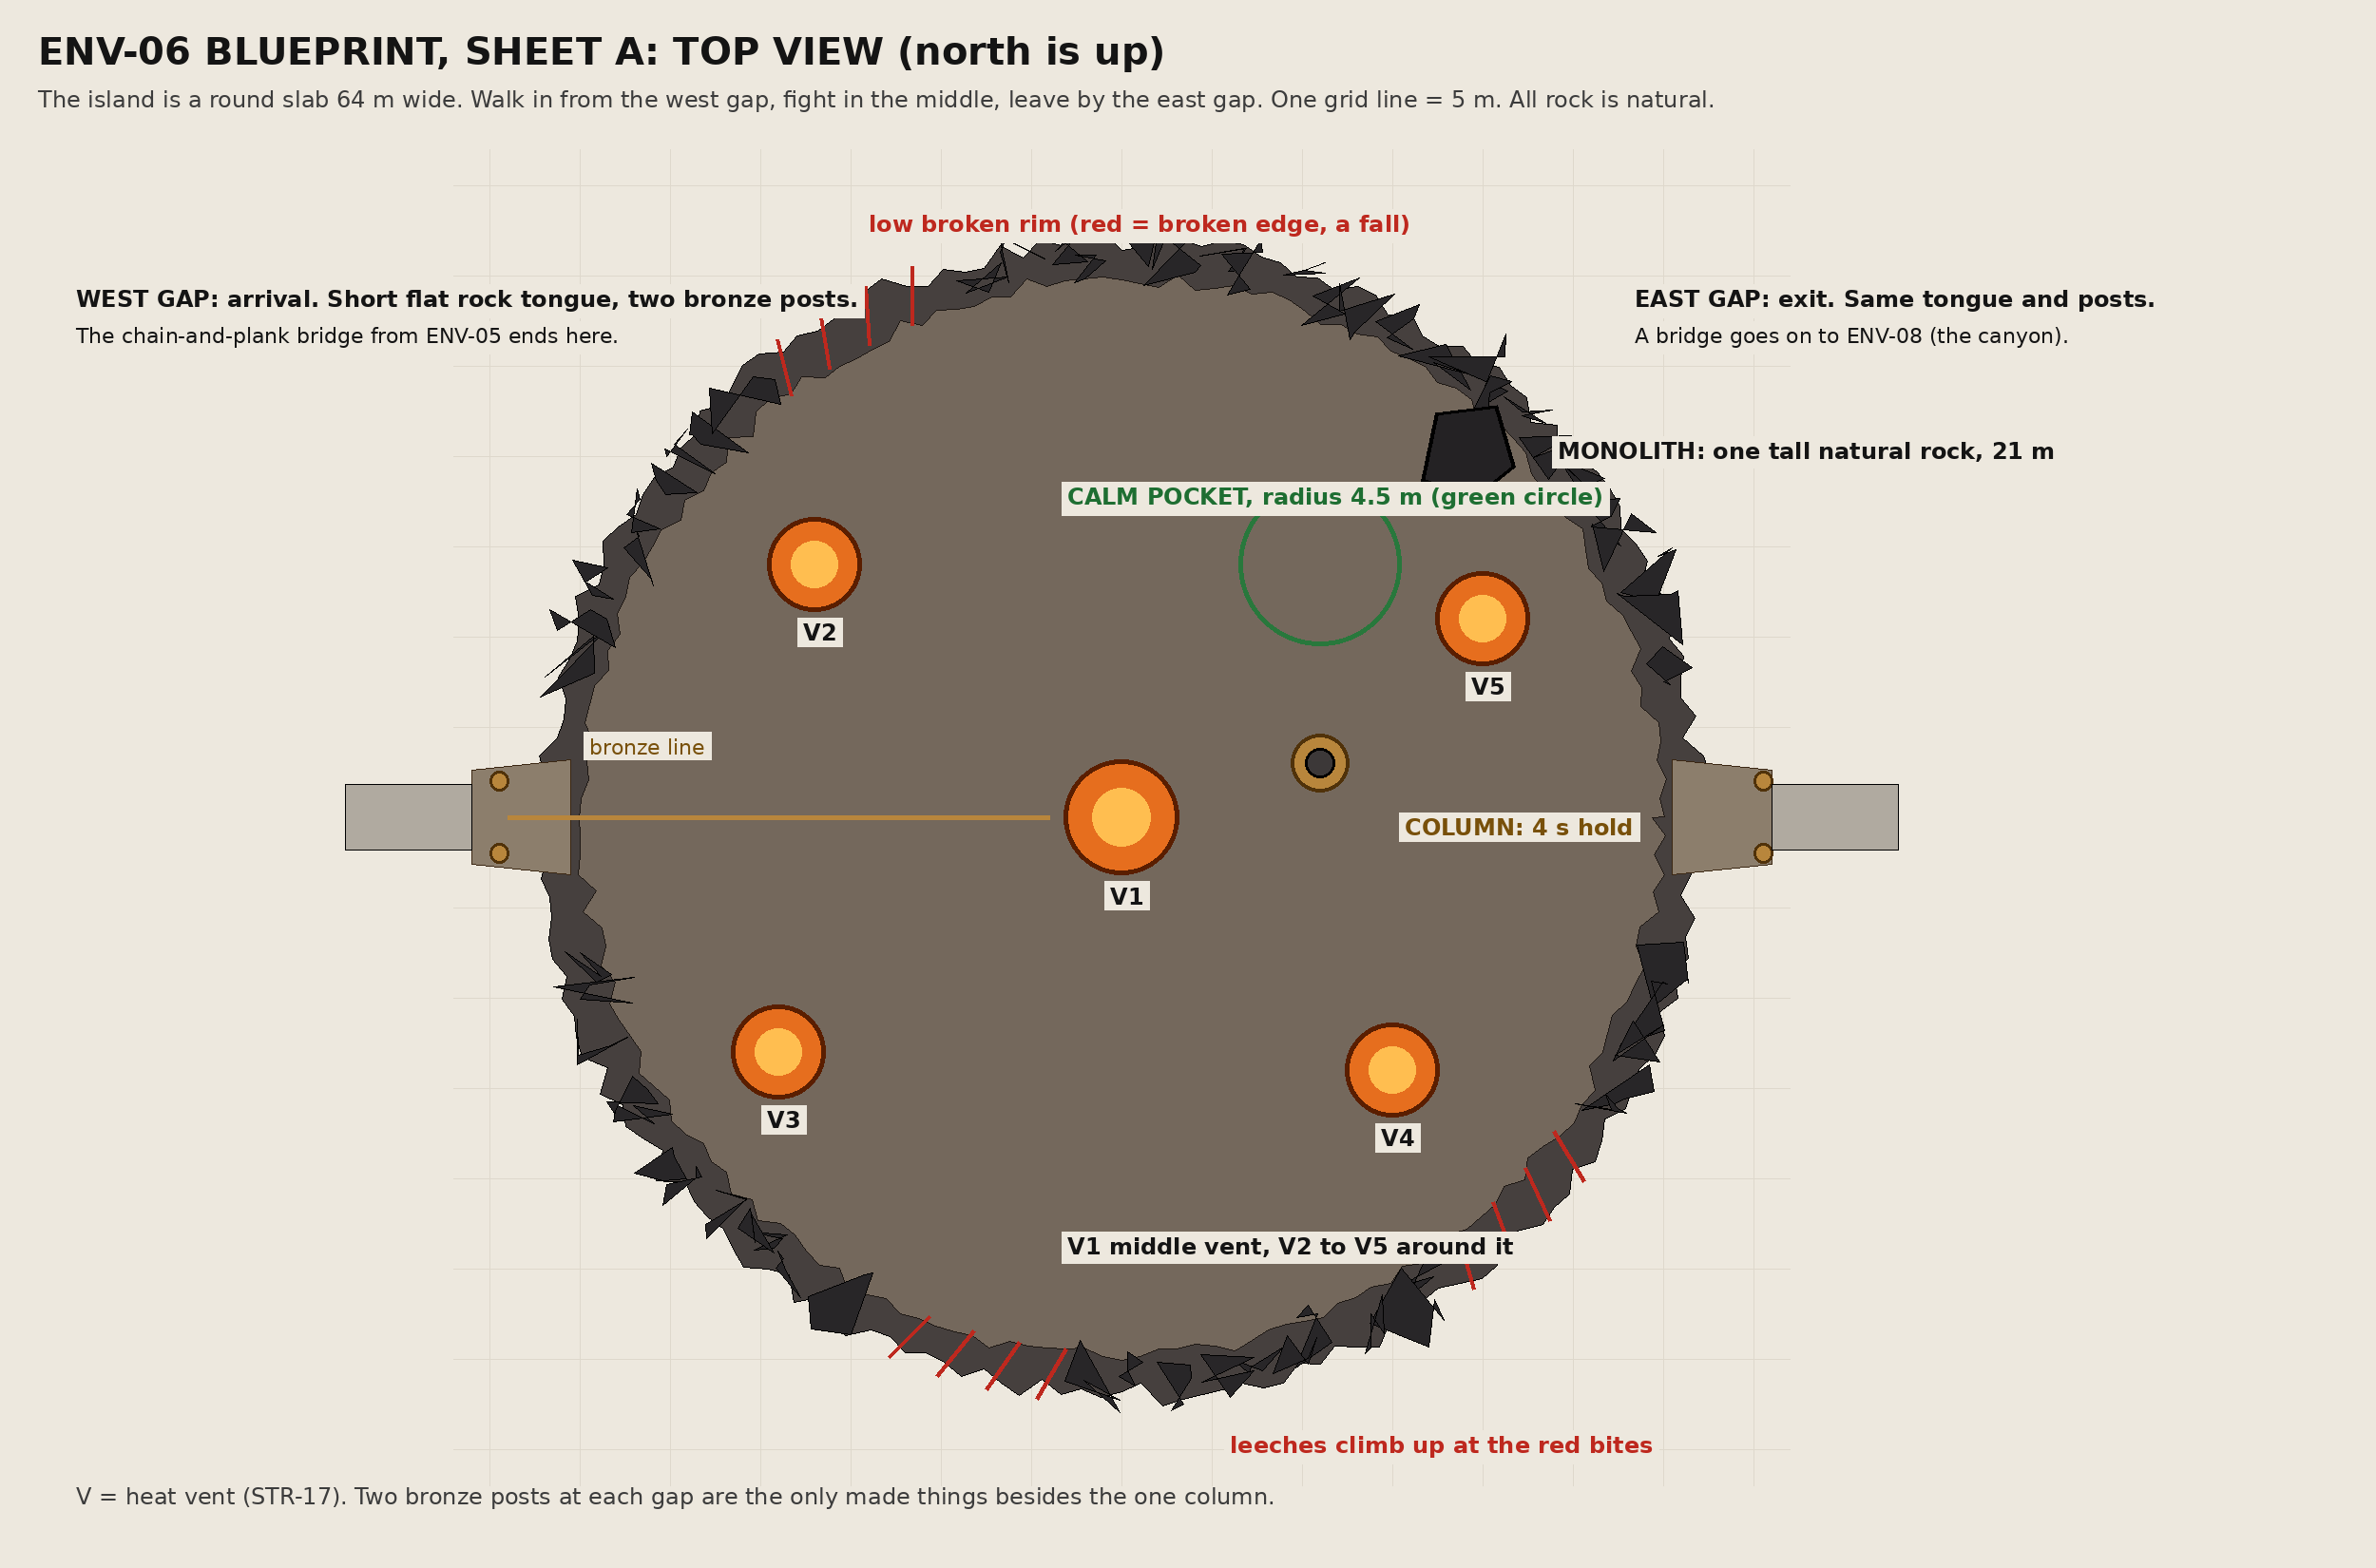 ENV-06 BLUEPRINT, SHEET A: TOP VIEW (north is up)
The island is a round slab 64 m wide. Walk in from the west gap, fight in the middle, leave by the east gap. One grid line = 5 m. All rock is natural.
low broken rim (red = broken edge, a fall)
WEST GAP: arrival. Short flat rock tongue, two bronze posts.
The chain-and-plank bridge from ENV-05 ends here.
EAST GAP: exit. Same tongue and posts.
A bridge goes on to ENV-08 (the canyon).
MONOLITH: one tall natural rock, 21 m
CALM POCKET, radius 4.5 m (green circle)
V2
V5
bronze line
COLUMN: 4 s hold
V1
V3
V4
V1 middle vent, V2 to V5 around it
leeches climb up at the red bites
V = heat vent (STR-17). Two bronze posts at each gap are the only made things besides the one column.